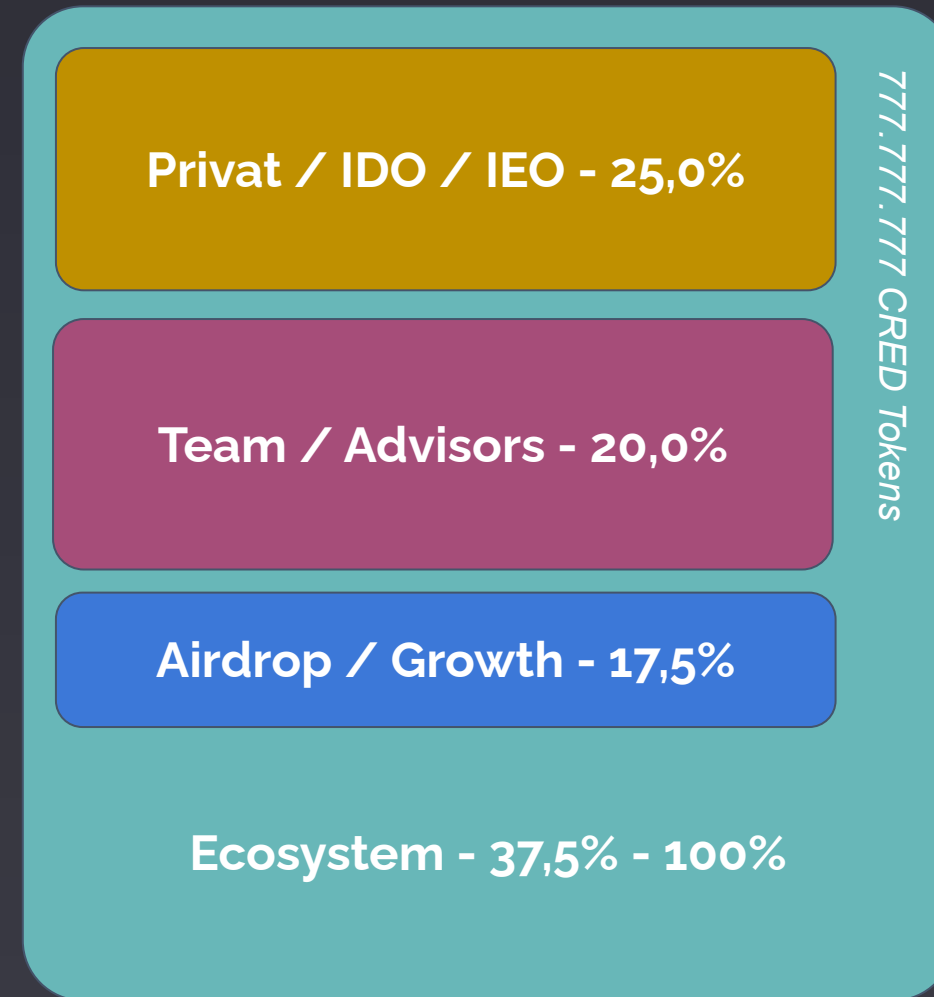 Privat / IDO / IEO - 25,0%
Team / Advisors - 20,0%
Airdrop / Growth - 17,5%
Ecosystem - 37,5% - 100%
777.777.777 CRED Tokens